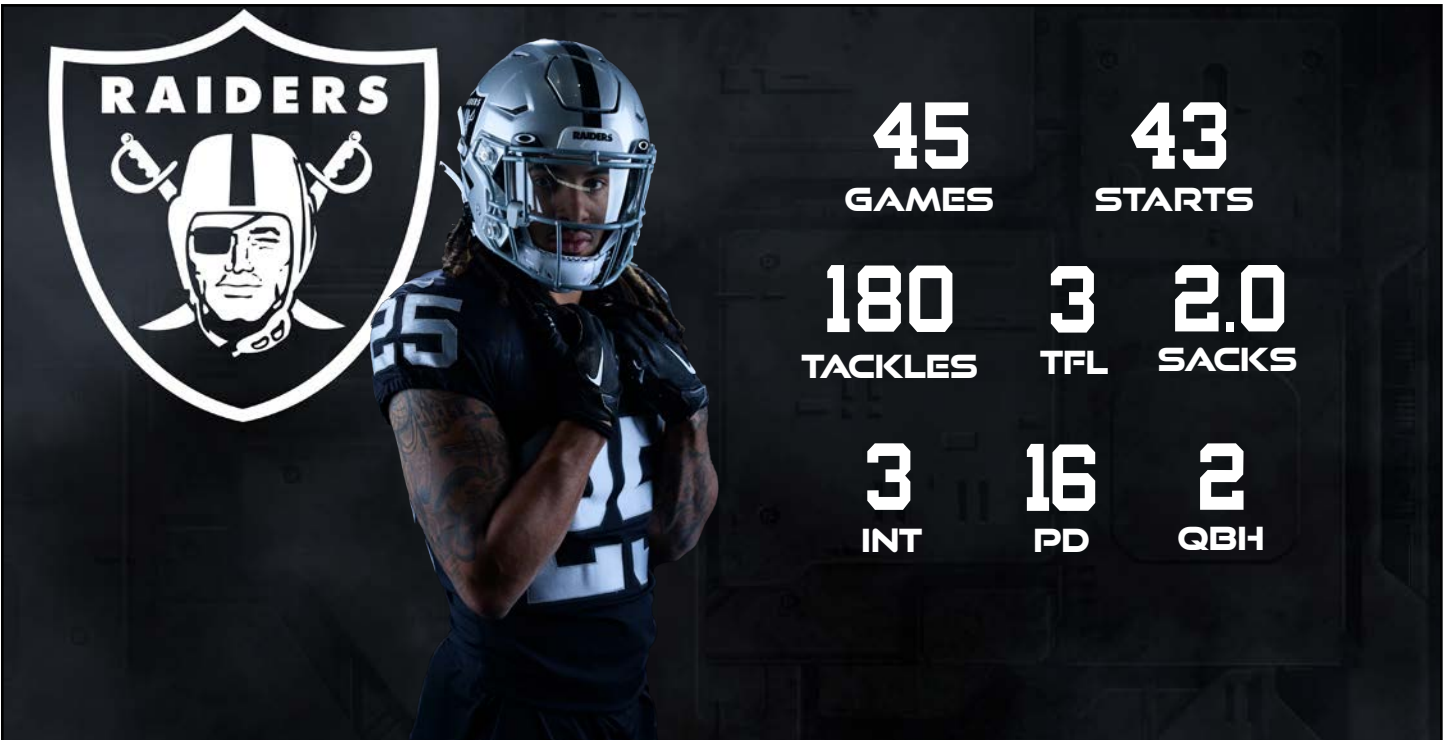 RAIDERS
RAIDERS
25
25
45 43
GAMES STARTS
180 3 2.0
TACKLES TFL SACKS
3 16 2
INT PD QBH